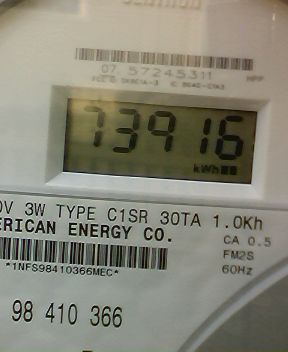 07 57245311
73916
kWh
0V 3W TYPE C1SR 30TA 1.0Kh
ERICAN ENERGY CO.
CA 0.5
FM2S
*1NFS98410366MEC*
60Hz
98 410 366